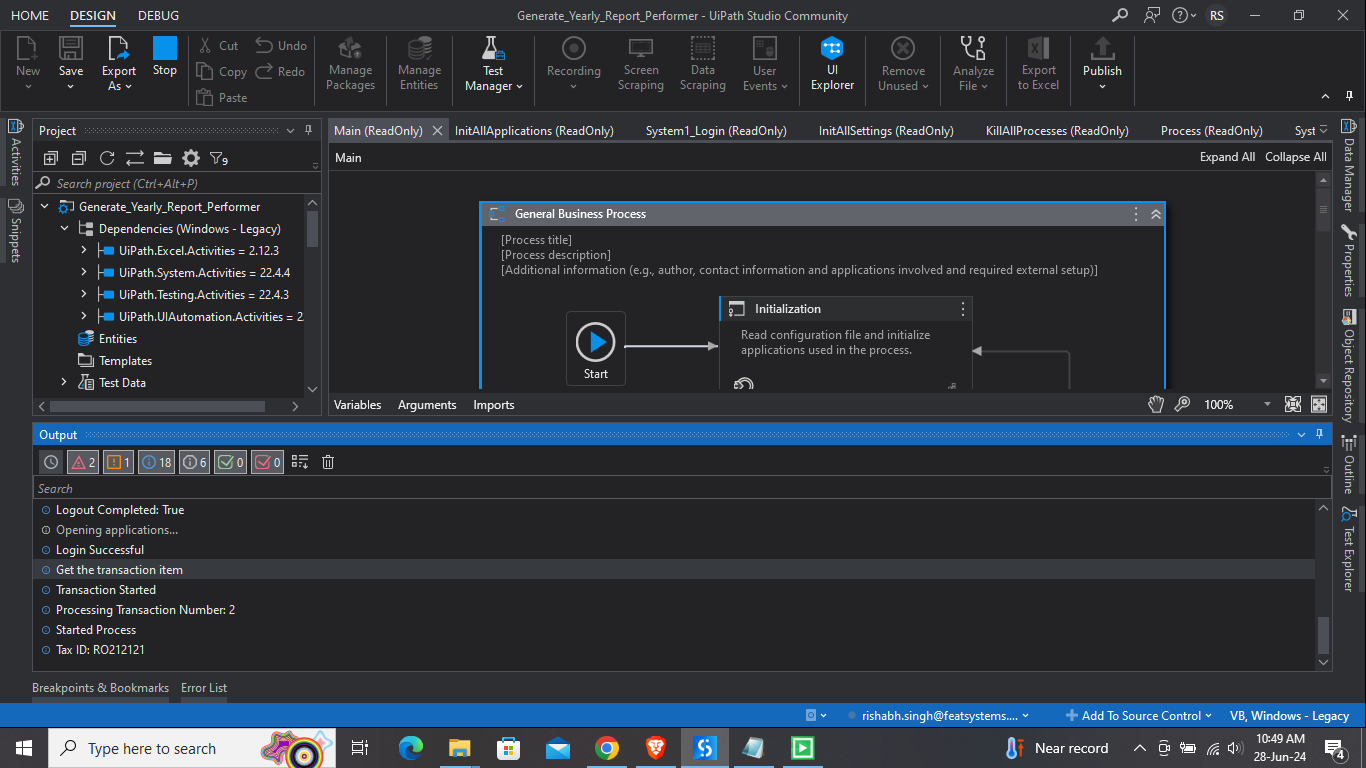 HOME DESIGN DEBUG
Generate_Yearly_Report_Performer - UiPath Studio Community
RS
New
Save
Export As
Stop
Cut
Copy
Paste
Undo
Redo
Manage Packages
Manage Entities
Test Manager
Recording
Screen Scraping
Data Scraping
User Events
UI Explorer
Remove Unused
Analyze File
Export to Excel
Publish
Activities
Snippets
Project
9
Search project (Ctrl+Alt+P)
Generate_Yearly_Report_Performer
Dependencies (Windows - Legacy)
UiPath.Excel.Activities = 2.12.3
UiPath.System.Activities = 22.4.4
UiPath.Testing.Activities = 22.4.3
UiPath.UIAutomation.Activities = 2
Entities
Templates
Test Data
Main (ReadOnly) InitAllApplications (ReadOnly) System1_Login (ReadOnly) InitAllSettings (ReadOnly) KillAllProcesses (ReadOnly) Process (ReadOnly) Syst
Main
Expand All Collapse All
General Business Process
[Process title]
[Process description]
[Additional information (e.g., author, contact information and applications involved and required external setup)]
Start
Initialization
Read configuration file and initialize
applications used in the process.
Variables Arguments Imports
100%
Data Manager
Properties
Object Repository
Outline
Test Explorer
Output
2 1 18 6 0 0
Search
Logout Completed: True
Opening applications...
Login Successful
Get the transaction item
Transaction Started
Processing Transaction Number: 2
Started Process
Tax ID: RO212121
Breakpoints & Bookmarks Error List
rishabh.singh@featsystems.... Add To Source Control VB, Windows - Legacy
Type here to search
Near record
10:49 AM
28-Jun-24
4